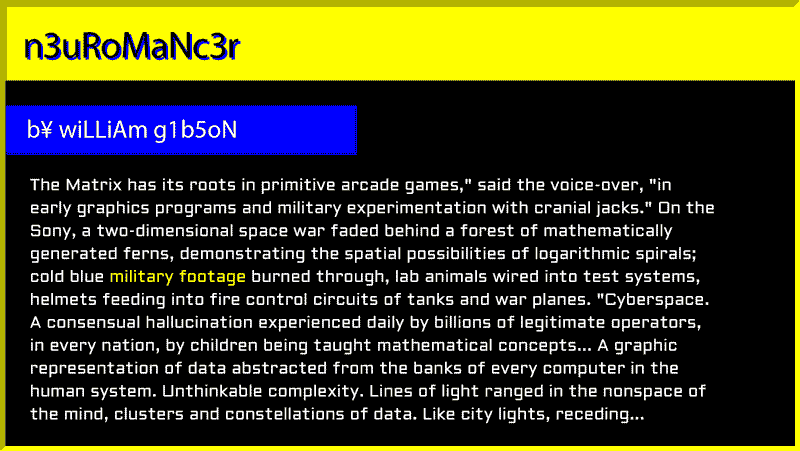 n3uRoMaNc3r
b¥ wiLLiAm g1b5oN
The Matrix has its roots in primitive arcade games," said the voice-over, "in
early graphics programs and military experimentation with cranial jacks." On the
Sony, a two-dimensional space war faded behind a forest of mathematically
generated ferns, demonstrating the spatial possibilities of logarithmic spirals;
cold blue military footage burned through, lab animals wired into test systems,
helmets feeding into fire control circuits of tanks and war planes. "Cyberspace.
A consensual hallucination experienced daily by billions of legitimate operators,
in every nation, by children being taught mathematical concepts... A graphic
representation of data abstracted from the banks of every computer in the
human system. Unthinkable complexity. Lines of light ranged in the nonspace of
the mind, clusters and constellations of data. Like city lights, receding...